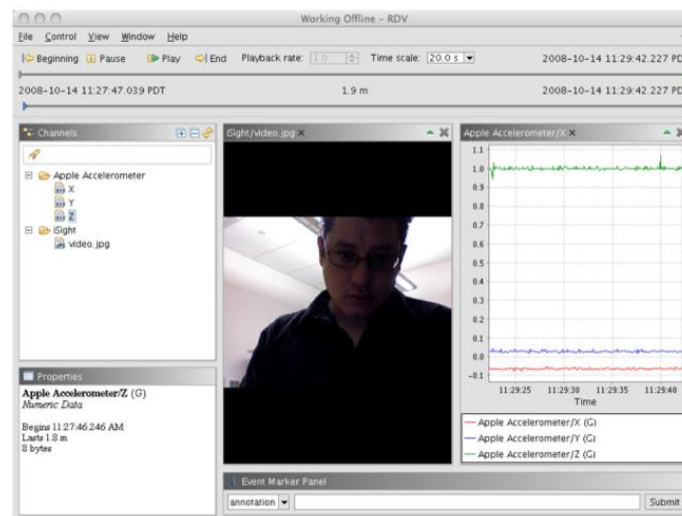 Working Offline – RDV
File Control View Window Help
Beginning Pause Play End Playback rate: 1.0 Time scale: 20.0 s 2008-10-14 11:29:42.227 PD
2008-10-14 11:27:47.039 PDT 1.9 m 2008-10-14 11:29:42.227 PD
Channels
Apple Accelerometer
X
Y
Z
iSight
video.jpg
Properties
Apple Accelerometer/Z (G)
Numeric Data
Begins 11:27:46.246 AM
Lasts 1.8 m
8 bytes
iSight/video.jpg
Apple Accelerometer/X
1.1
1.0
0.9
0.8
0.7
0.6
0.5
0.4
0.3
0.2
0.1
0.0
-0.1
11:29:25 11:29:30 11:29:35 11:29:40
Time
Apple Accelerometer/X (G)
Apple Accelerometer/Y (G)
Apple Accelerometer/Z (G)
Event Marker Panel
annotation Submit